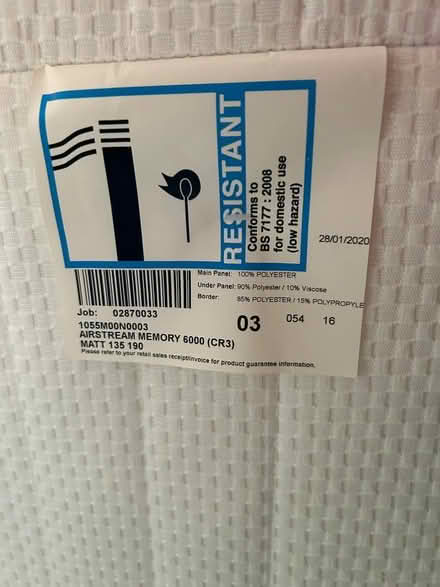 RESISTANT
Conforms to
BS 7177 : 2008
for domestic use
(low hazard)
28/01/2020
Main Panel: 100% POLYESTER
Under Panel: 90% Polyester / 10% Viscose
Border: 85% POLYESTER / 15% POLYPROPYLE
Job: 02870033
03 054 16
1055M00N0003
AIRSTREAM MEMORY 6000 (CR3)
MATT 135 190
Please refer to your retail sales receipt/invoice for product guarantee information.